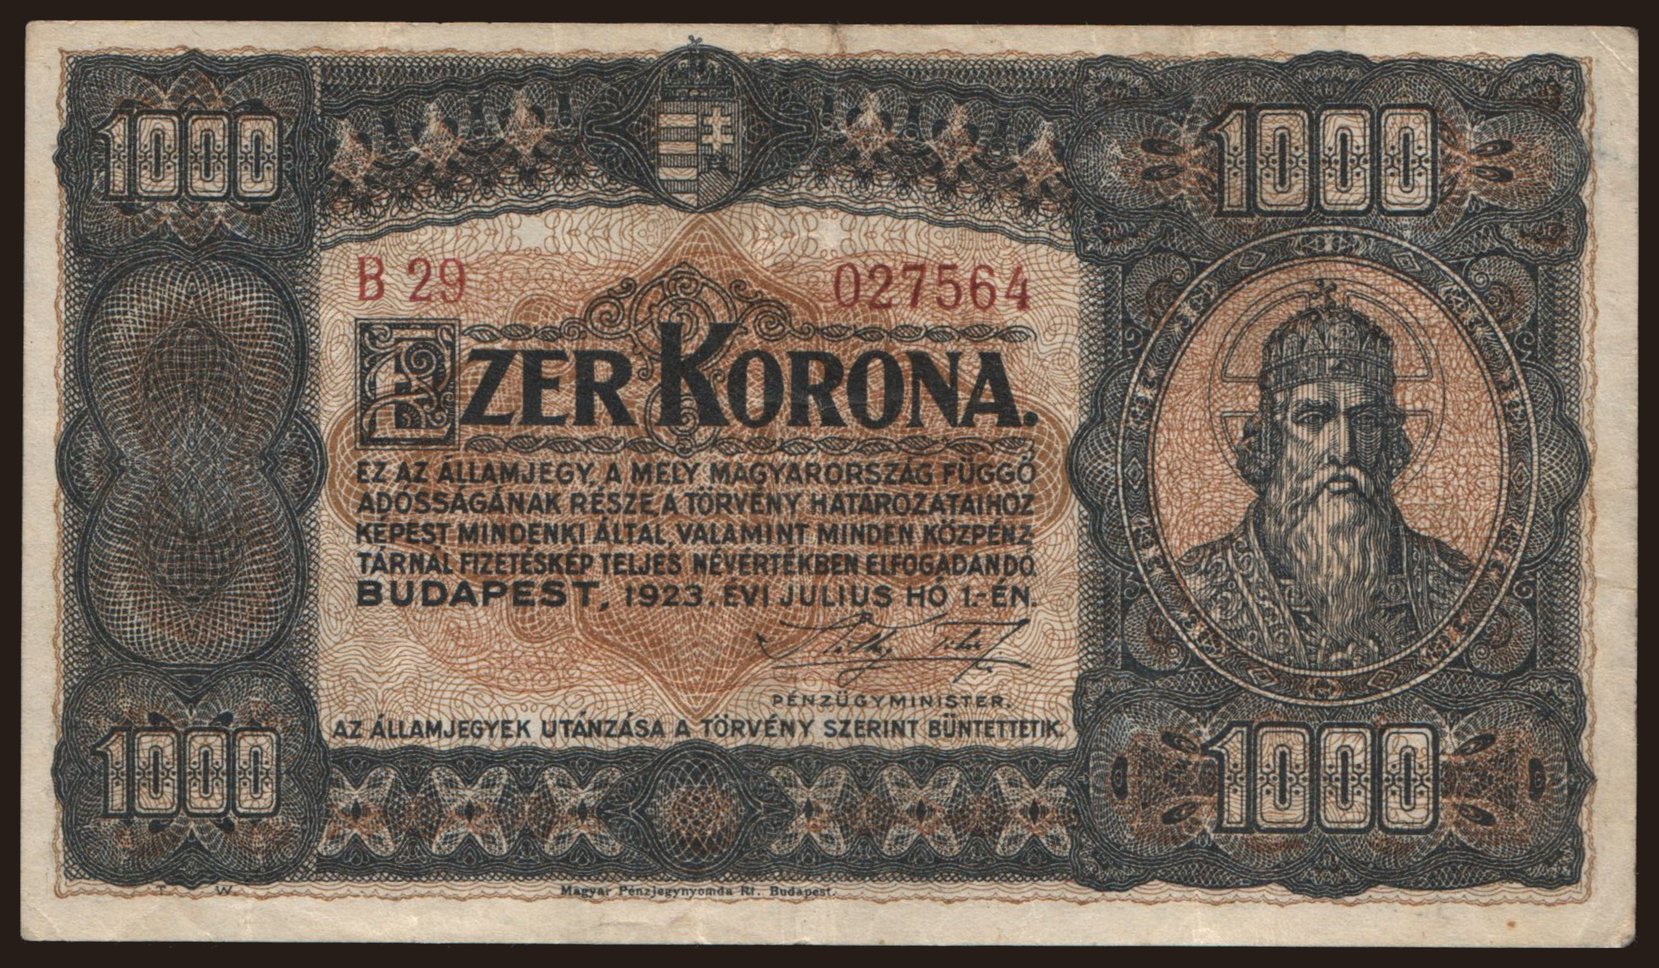 1000
1000
B 29 027564
EZER KORONA.
EZ AZ ÁLLAMJEGY, A MELY MAGYARORSZÁG FÜGGŐ
ADÓSSÁGÁNAK RÉSZE, A TÖRVÉNY HATÁROZATAIHOZ
KÉPEST MINDENKI ÁLTAL, VALAMINT MINDEN KÖZPÉNZ-
TÁRNÁL FIZETÉSKÉP TELJES NÉVÉRTÉKBEN ELFOGADANDÓ.
BUDAPEST, 1923. ÉVI JULIUS HÓ 1.-ÉN.
PÉNZÜGYMINISTER.
AZ ÁLLAMJEGYEK UTÁNZÁSA A TÖRVÉNY SZERINT BÜNTETTETIK.
1000
1000
T. W.
Magyar Pénzjegynyomda Rt. Budapest.